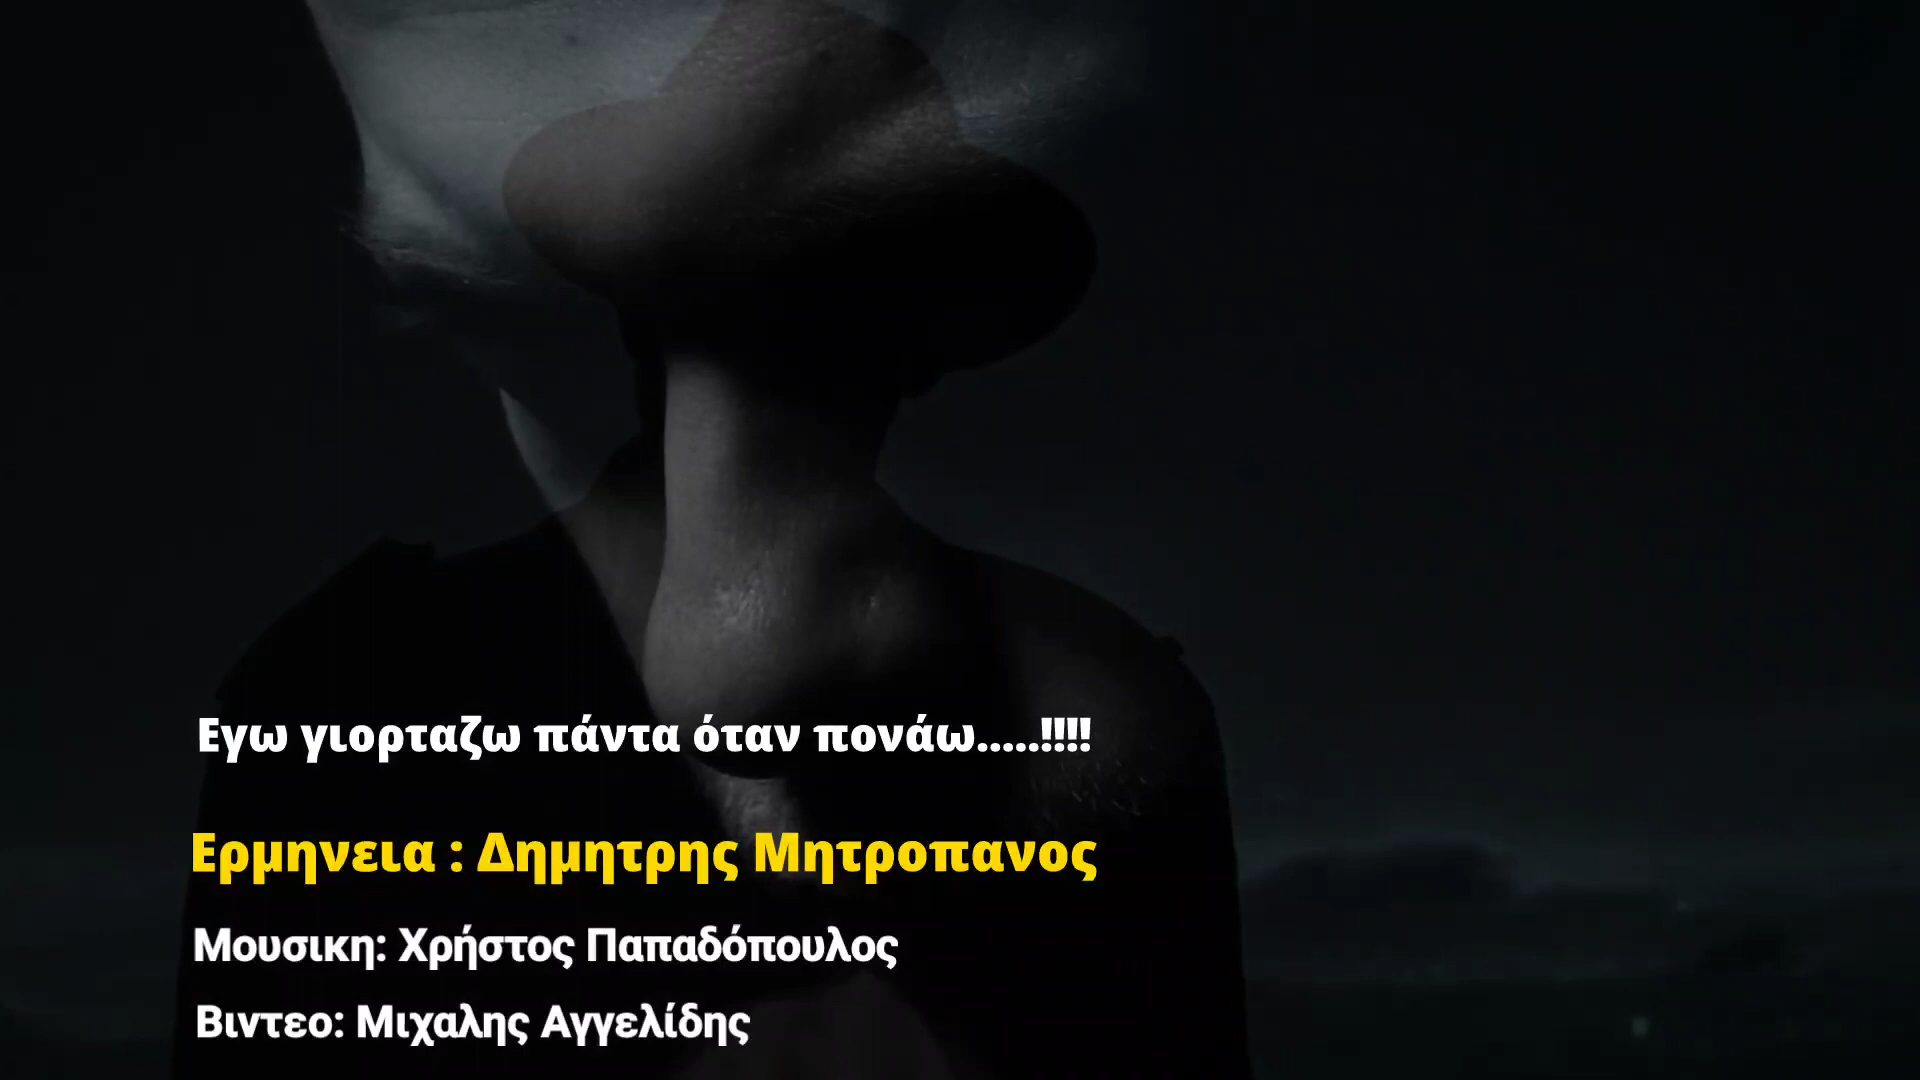 Εγω γιορταζω πάντα όταν πονάω.....!!!!
Ερμηνεια : Δημητρης Μητροπανος
Μουσικη: Χρήστος Παπαδόπουλος
Βιντεο: Μιχαλης Αγγελίδης